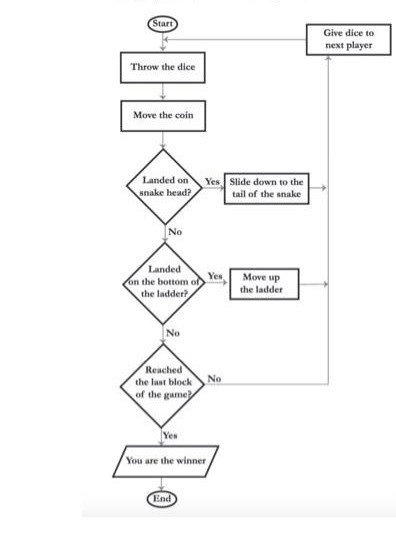 Start
Give dice to
next player
Throw the dice
Move the coin
Landed on
snake head?
Yes
Slide down to the
tail of the snake
No
Landed
on the bottom of
the ladder?
Yes
Move up
the ladder
No
Reached
the last block
of the game?
No
Yes
You are the winner
End